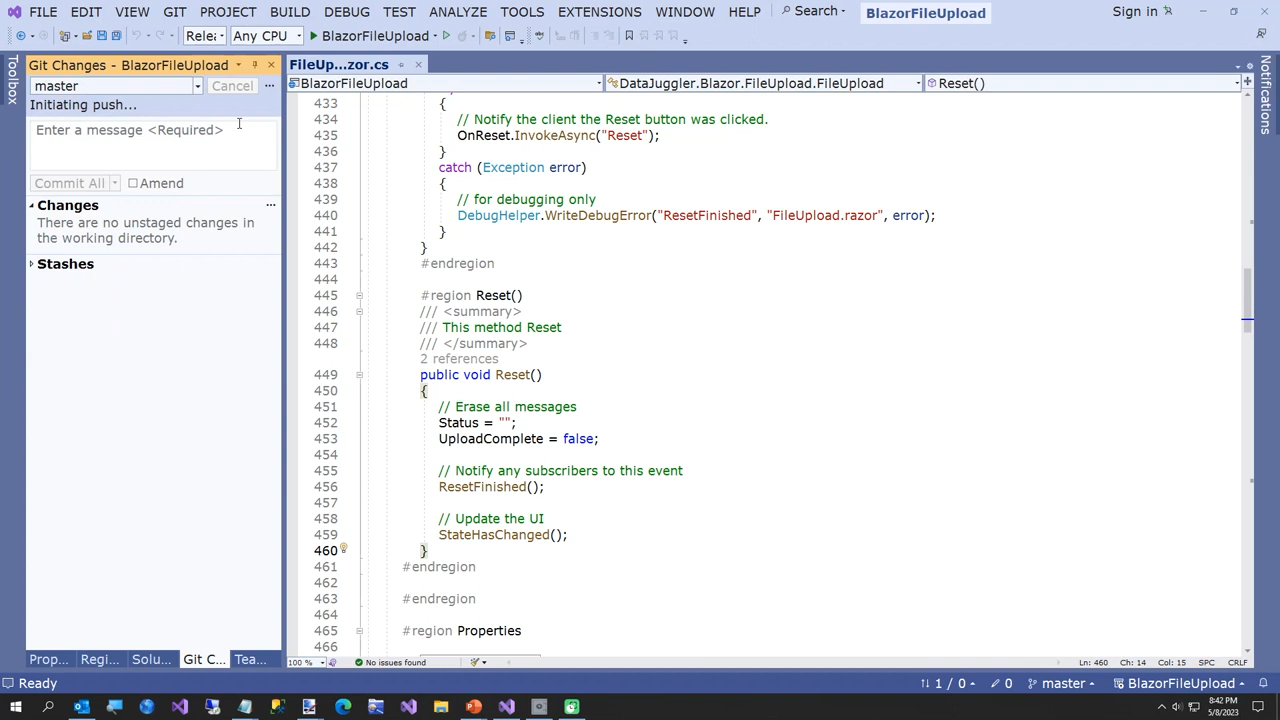 FILE EDIT VIEW GIT PROJECT BUILD DEBUG TEST ANALYZE TOOLS EXTENSIONS WINDOW HELP Search BlazorFileUpload Sign in
Relea Any CPU BlazorFileUpload
Toolbox
Git Changes - BlazorFileUpload
master Cancel ...
Initiating push...
Enter a message <Required>
Commit All Amend
Changes ...
There are no unstaged changes in
the working directory.
Stashes
Prop... Regi... Solu... Git C... Tea...
FileUp...zor.cs
BlazorFileUpload DataJuggler.Blazor.FileUpload.FileUpload Reset()
433 {
434 // Notify the client the Reset button was clicked.
435 OnReset.InvokeAsync("Reset");
436 }
437 catch (Exception error)
438 {
439 // for debugging only
440 DebugHelper.WriteDebugError("ResetFinished", "FileUpload.razor", error);
441 }
442 }
443 #endregion
444
445 #region Reset()
446 /// <summary>
447 /// This method Reset
448 /// </summary>
2 references
449 public void Reset()
450 {
451 // Erase all messages
452 Status = "";
453 UploadComplete = false;
454
455 // Notify any subscribers to this event
456 ResetFinished();
457
458 // Update the UI
459 StateHasChanged();
460 }
461 #endregion
462
463 #endregion
464
465 #region Properties
466
100 % No issues found Ln: 460 Ch: 14 Col: 15 SPC CRLF
Notifications
Ready 1 / 0 0 master BlazorFileUpload
8:42 PM
5/8/2023